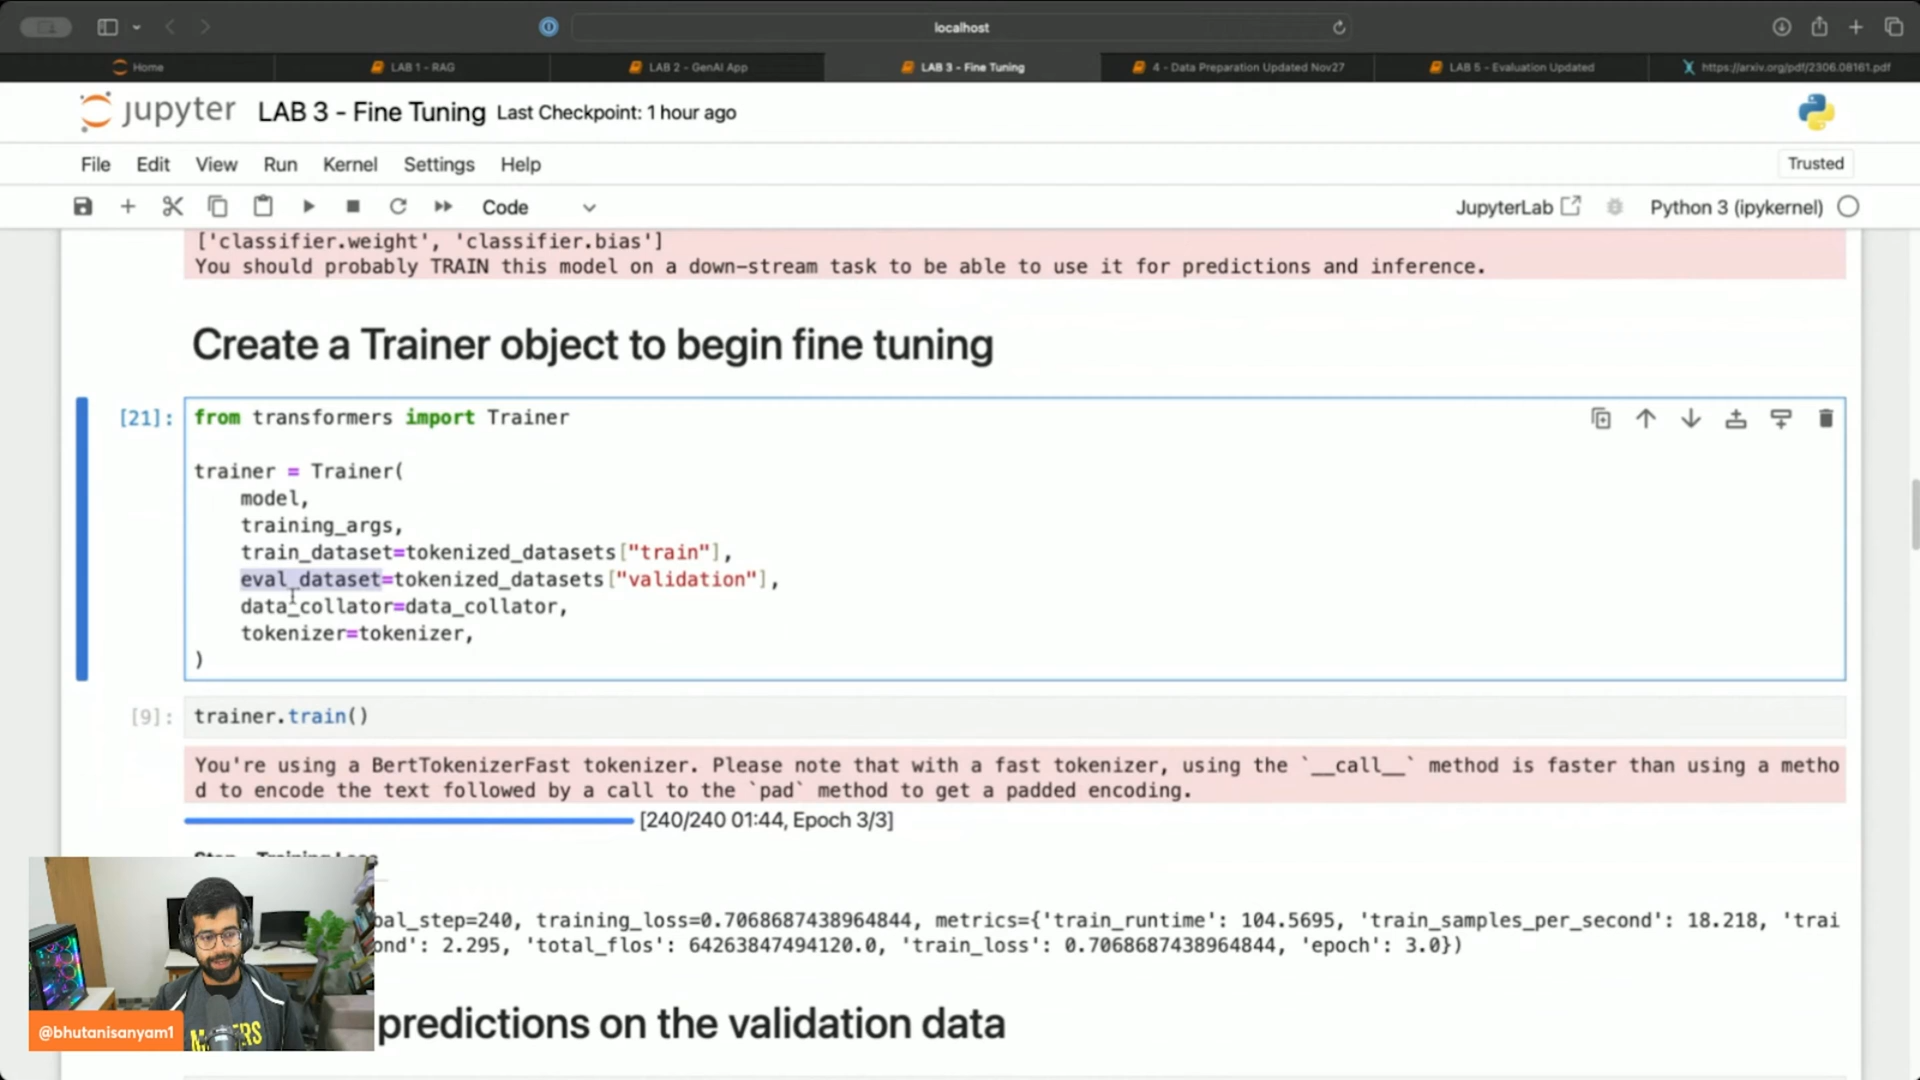 localhost
Home
LAB 1 - RAG
LAB 2 - GenAI App
LAB 3 - Fine Tuning
4 - Data Preparation Updated Nov27
LAB 5 - Evaluation Updated
https://arxiv.org/pdf/2306.08161.pdf
jupyter LAB 3 - Fine Tuning Last Checkpoint: 1 hour ago
File Edit View Run Kernel Settings Help
Trusted
Code
JupyterLab
Python 3 (ipykernel)
['classifier.weight', 'classifier.bias']
You should probably TRAIN this model on a down-stream task to be able to use it for predictions and inference.
Create a Trainer object to begin fine tuning
[21]:
from transformers import Trainer
trainer = Trainer(
model,
training_args,
train_dataset=tokenized_datasets["train"],
eval_dataset=tokenized_datasets["validation"],
data_collator=data_collator,
tokenizer=tokenizer,
)
[9]:
trainer.train()
You're using a BertTokenizerFast tokenizer. Please note that with a fast tokenizer, using the `__call__` method is faster than using a metho
d to encode the text followed by a call to the `pad` method to get a padded encoding.
[240/240 01:44, Epoch 3/3]
Step Training Loss
bal_step=240, training_loss=0.7068687438964844, metrics={'train_runtime': 104.5695, 'train_samples_per_second': 18.218, 'trai
ond': 2.295, 'total_flos': 64263847494120.0, 'train_loss': 0.7068687438964844, 'epoch': 3.0})
predictions on the validation data
@bhutanisanyam1